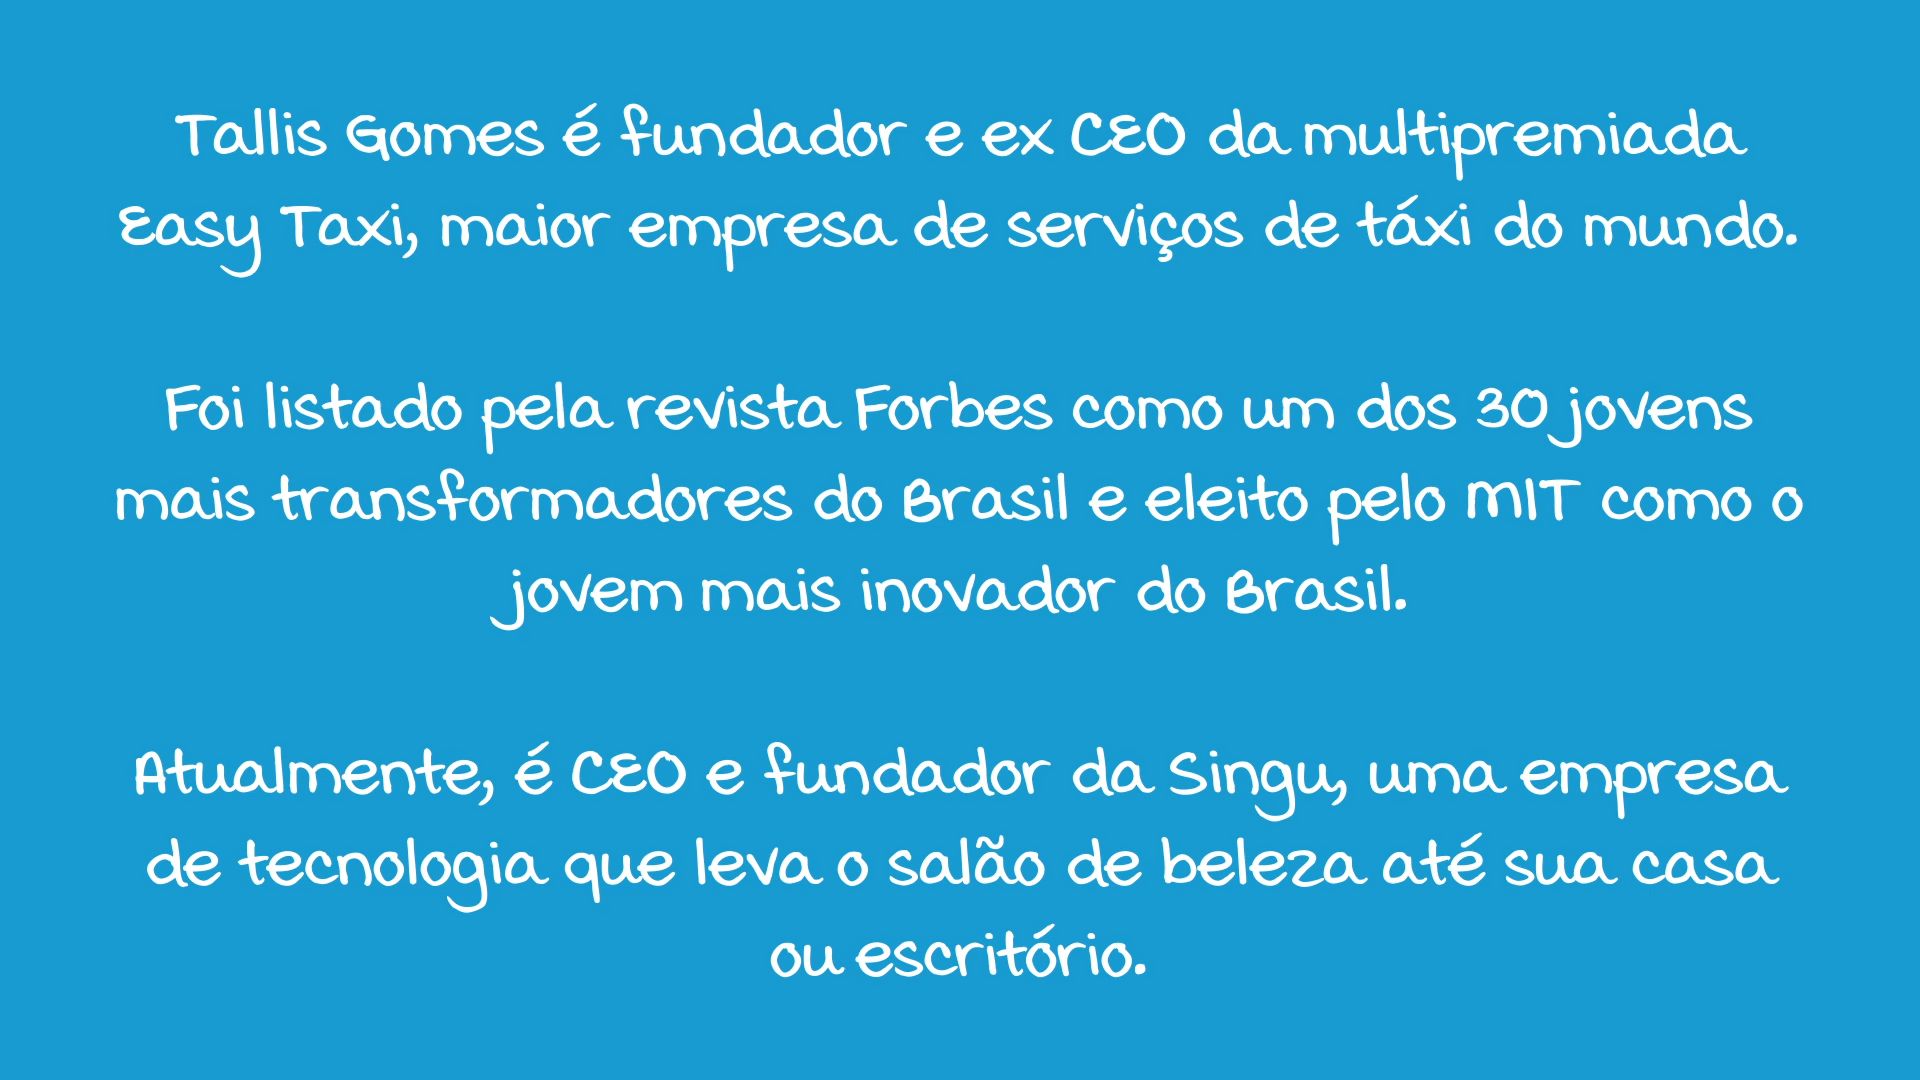 Tallis Gomes é fundador e ex CEO da multipremiada
Easy Taxi, maior empresa de serviços de táxi do mundo.
Foi listado pela revista Forbes como um dos 30 jovens
mais transformadores do Brasil e eleito pelo MIT como o
jovem mais inovador do Brasil.
Atualmente, é CEO e fundador da Singu, uma empresa
de tecnologia que leva o salão de beleza até sua casa
ou escritório.